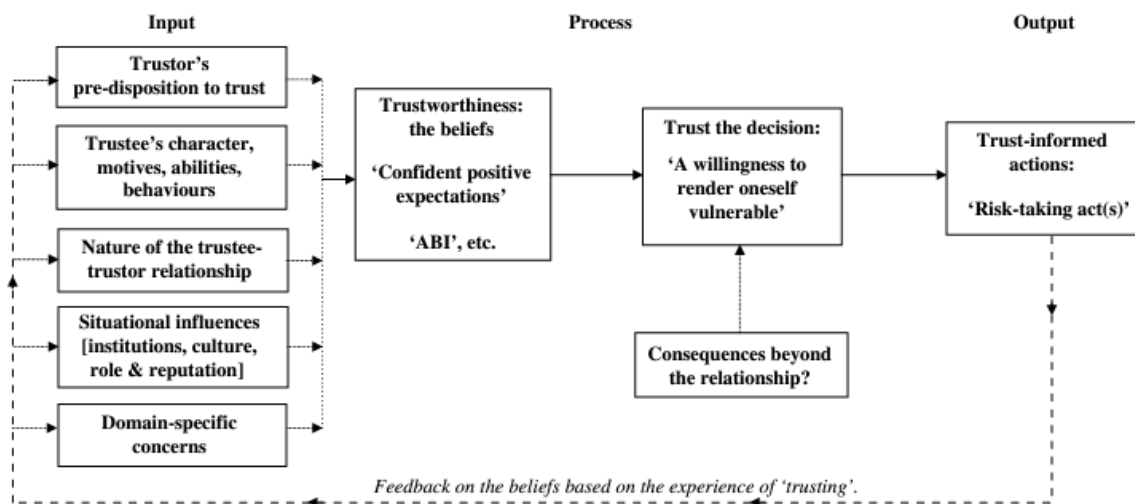 Input
Process
Output
Trustor's
pre-disposition to trust
Trustee's character,
motives, abilities,
behaviours
Nature of the trustee-
trustor relationship
Situational influences
[institutions, culture,
role & reputation]
Domain-specific
concerns
Trustworthiness:
the beliefs
‘Confident positive
expectations’
‘ABI’, etc.
Trust the decision:
‘A willingness to
render oneself
vulnerable’
Consequences beyond
the relationship?
Trust-informed
actions:
‘Risk-taking act(s)’
Feedback on the beliefs based on the experience of ‘trusting’.